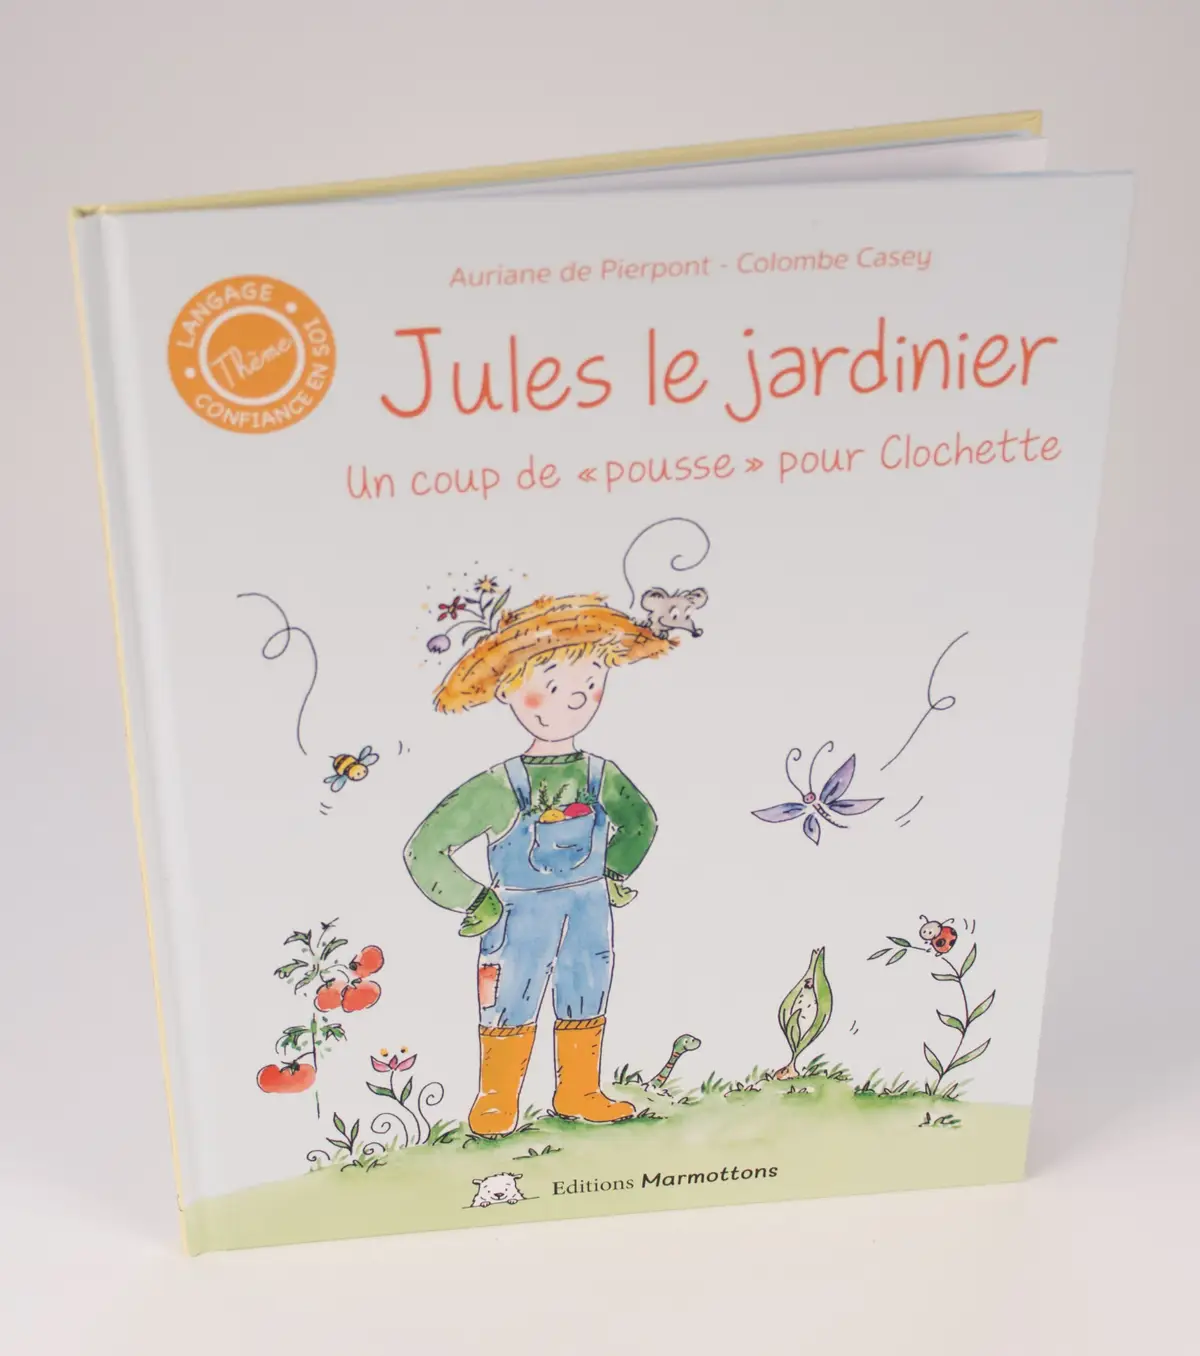 Auriane de Pierpont - Colombe Casey
LANGAGE • CONFIANCE EN SOI •
Thème
Jules le jardinier
Un coup de « pousse » pour Clochette
Editions Marmottons